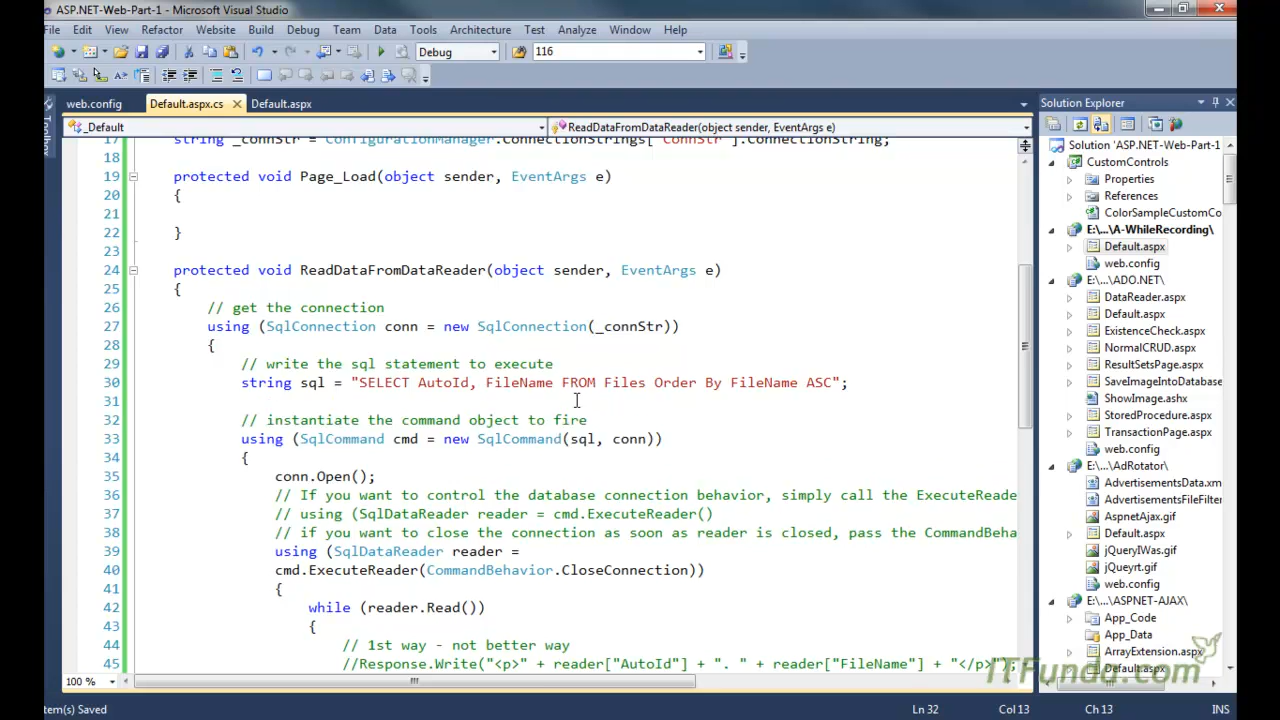 ASP.NET-Web-Part-1 - Microsoft Visual Studio
File Edit View Refactor Website Build Debug Team Data Tools Architecture Test Analyze Window Help
Debug 116
web.config Default.aspx.cs Default.aspx
_Default ReadDataFromDataReader(object sender, EventArgs e)
17 string _connStr = ConfigurationManager.ConnectionStrings["ConnStr"].ConnectionString;
18
19 protected void Page_Load(object sender, EventArgs e)
20 {
21
22 }
23
24 protected void ReadDataFromDataReader(object sender, EventArgs e)
25 {
26 // get the connection
27 using (SqlConnection conn = new SqlConnection(_connStr))
28 {
29 // write the sql statement to execute
30 string sql = "SELECT AutoId, FileName FROM Files Order By FileName ASC";
31
32 // instantiate the command object to fire
33 using (SqlCommand cmd = new SqlCommand(sql, conn))
34 {
35 conn.Open();
36 // If you want to control the database connection behavior, simply call the ExecuteReade
37 // using (SqlDataReader reader = cmd.ExecuteReader()
38 // if you want to close the connection as soon as reader is closed, pass the CommandBeha
39 using (SqlDataReader reader =
40 cmd.ExecuteReader(CommandBehavior.CloseConnection))
41 {
42 while (reader.Read())
43 {
44 // 1st way - not better way
45 //Response.Write("<p>" + reader["AutoId"] + ". " + reader["FileName"] + "</p>");
100 %
Toolbox
Solution Explorer
Solution 'ASP.NET-Web-Part-1
CustomControls
Properties
References
ColorSampleCustomCo
E:\...\A-WhileRecording\
Default.aspx
web.config
E:\...\ADO.NET\
DataReader.aspx
Default.aspx
ExistenceCheck.aspx
NormalCRUD.aspx
ResultSetsPage.aspx
SaveImageIntoDatabase
ShowImage.ashx
StoredProcedure.aspx
TransactionPage.aspx
web.config
E:\...\AdRotator\
AdvertisementsData.xm
AdvertisementsFileFilter
AspnetAjax.gif
Default.aspx
jQueryIWas.gif
jQueyrt.gif
web.config
E:\...\ASPNET-AJAX\
App_Code
App_Data
ArrayExtension.aspx
Default.aspx
ITFunda.com
tem(s) Saved Ln 32 Col 13 Ch 13 INS